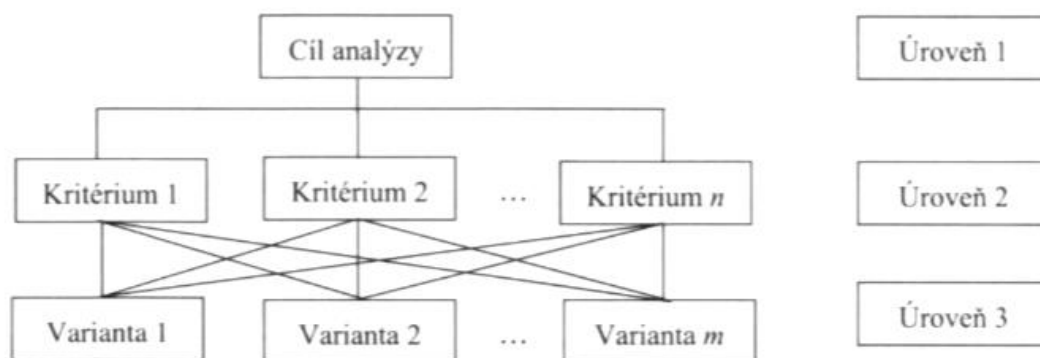 Cíl analýzy
Úroveň 1
Kritérium 1
Kritérium 2
...
Kritérium n
Úroveň 2
Varianta 1
Varianta 2
...
Varianta m
Úroveň 3